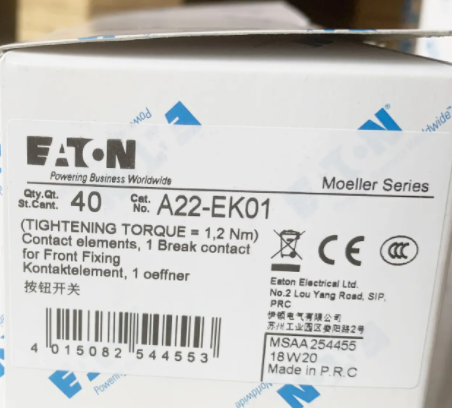 EATON
Powering Business Worldwide
Moeller Series
Qty.Qt.
St.Cant. 40 Cat.
No. A22-EK01
(TIGHTENING TORQUE = 1,2 Nm)
Contact elements, 1 Break contact
for Front Fixing
Kontaktelement, 1 oeffner
按钮开关
CE CCC
Eaton Electrical Ltd.
No.2 Lou Yang Road, SIP,
PRC
伊顿电气有限公司
苏州工业园区娄阳路2号
MSAA254455
18W20
Made in P.R.C
4 015082 544553